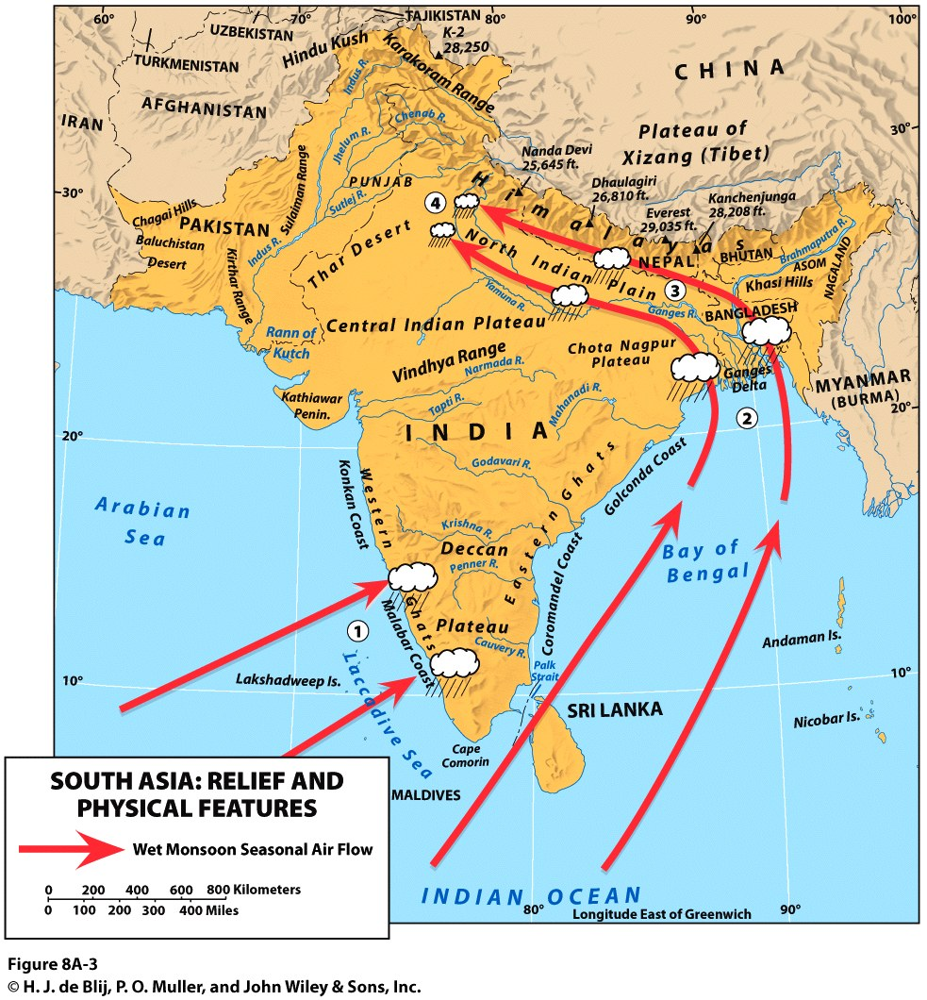 60°
70°
80°
90°
100°
TAJIKISTAN
UZBEKISTAN
K-2
28,250
Hindu Kush
Karakoram Range
TURKMENISTAN
CHINA
Indus R.
AFGHANISTAN
IRAN
Chenab R.
Jhelum R.
Plateau of
Xizang (Tibet)
30°
Nanda Devi
25,645 ft.
Sulaiman Range
PUNJAB
Himalayas
Dhaulagiri
26,810 ft.
30°
Sutlej R.
4
Kanchenjunga
28,208 ft.
Everest
29,035 ft.
Chagai Hills
PAKISTAN
Baluchistan
Desert
Indus R.
Thar Desert
North Indian Plain
NEPAL
BHUTAN
Brahmaputra R.
ASOM
NAGALAND
Kirthar Range
Khasi Hills
Yamuna R.
3
Ganges R.
BANGLADESH
Central Indian Plateau
Rann of
Kutch
Vindhya Range
Chota Nagpur
Plateau
Narmada R.
Ganges
Delta
MYANMAR
(BURMA)
Kathiawar
Penin.
Tapti R.
Mahanadi R.
2
20°
20°
INDIA
Godavari R.
Golconda Coast
Konkan Coast
Western Ghats
Eastern Ghats
Arabian
Sea
Krishna R.
Deccan
Plateau
Penner R.
Bay of
Bengal
Coromandel Coast
1
Malabar Coast
Cauvery R.
Andaman Is.
Palk
Strait
10°
10°
Lakshadweep Is.
Laccadive Sea
SRI LANKA
Nicobar Is.
Cape
Comorin
MALDIVES
SOUTH ASIA: RELIEF AND
PHYSICAL FEATURES
Wet Monsoon Seasonal Air Flow
0 200 400 600 800 Kilometers
0 100 200 300 400 Miles
INDIAN OCEAN
80°
Longitude East of Greenwich
90°
Figure 8A-3
© H. J. de Blij, P. O. Muller, and John Wiley & Sons, Inc.